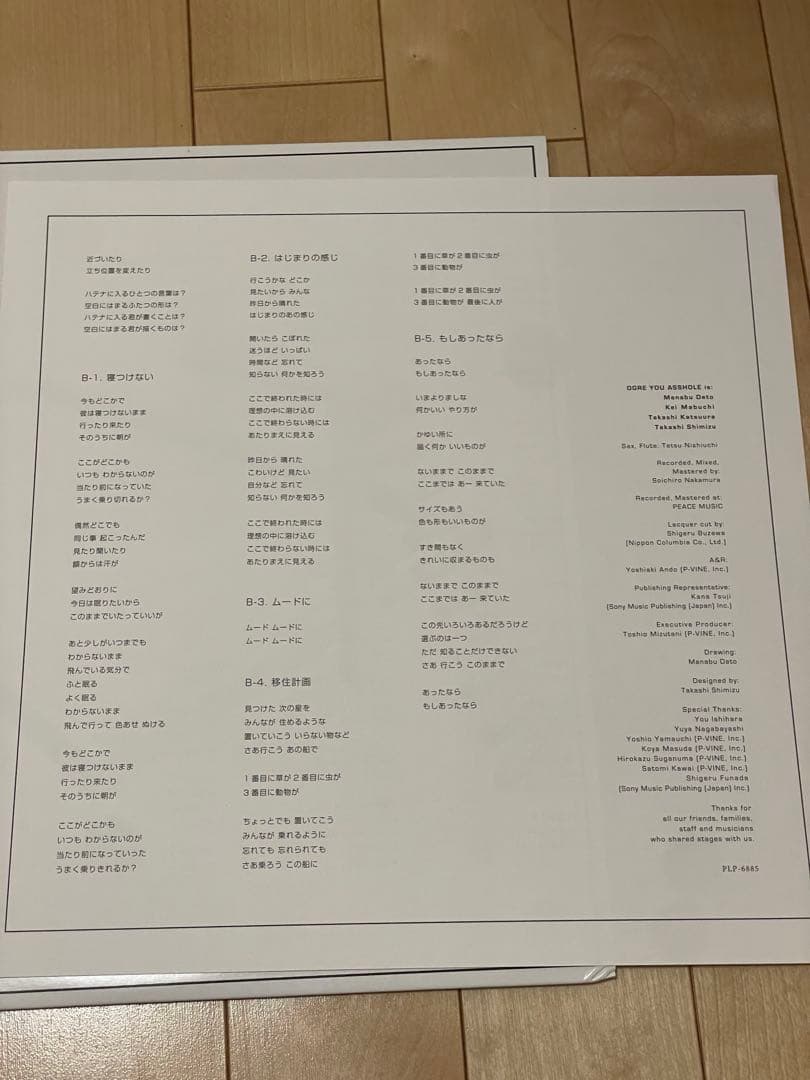 近づいたり
立ち位置を変えたり
ハテナに入るひとつの言葉は?
空白にはまるふたつの形は?
ハテナに入る君が書くことは?
空白にはまる君が描くものは?
B-1. 寝つけない
今もどこかで
彼は寝つけないまま
行ったり来たり
そのうちに朝が
ここがどこかも
いつも わからないのが
当たり前になっていた
うまく乗り切れるか?
偶然どこでも
同じ事 起こったんだ
見たり聞いたり
額からは汗が
望みどおりに
今日は眠りたいから
このままでいたっていいが
あと少しがいつまでも
わからないまま
飛んでいる気分で
ふと眠る
よく眠る
わからないまま
飛んで行って 色あせ ぬける
今もどこかで
彼は寝つけないまま
行ったり来たり
そのうちに朝が
ここがどこかも
いつも わからないのが
当たり前になっていった
うまく乗りきれるか?
B-2. はじまりの感じ
行こうかな どこか
見たいから みんな
昨日から晴れた
はじまりのあの感じ
開いたら こぼれた
迷うほど いっぱい
時間など 忘れて
知らない 何かを知ろう
ここで終われた時には
理想の中に溶け込む
ここで終わらない時には
あたりまえに見える
昨日から 晴れた
こわいけど 見たい
自分など 忘れて
知らない 何かを知ろう
ここで終われた時には
理想の中に溶け込む
ここで終わらない時には
あたりまえに見える
B-3. ムードに
ムード ムードに
ムード ムードに
B-4. 移住計画
見つけた 次の星を
みんなが 住めるような
置いていこう いらない物など
さあ行こう あの船で
1番目に草が2番目に虫が
3番目に動物が
ちょっとでも 置いてこう
みんなが 乗れるように
忘れても 忘れられても
さあ乗ろう この船に
1番目に草が2番目に虫が
3番目に動物が
1番目に草が2番目に虫が
3番目に動物が 最後に人が
B-5. もしあったなら
あったなら
もしあったなら
いまよりましな
何かいい やり方が
かゆい所に
届く何か いいものが
ないままで このままで
ここまでは あー 来ていた
サイズもあう
色も形もいいものが
すき間もなく
きれいに収まるものも
ないままで このままで
ここまでは あー 来ていた
この先いろいろあるだろうけど
選ぶのは一つ
ただ 知ることだけできない
さあ 行こう このままで
あったなら
もしあったなら
OGRE YOU ASSHOLE is:
Manabu Deto
Kei Mabuchi
Takashi Katsuura
Takashi Shimizu
Sax, Flute: Tetsu Nishiuchi
Recorded, Mixed,
Mastered by:
Soichiro Nakamura
Recorded, Mastered at:
PEACE MUSIC
Lacquer cut by:
Shigeru Buzawa
[Nippon Columbia Co., Ltd.]
A&R:
Yoshiaki Ando [P-VINE, Inc.]
Publishing Representative:
Kana Tsuji
[Sony Music Publishing (Japan) Inc.]
Executive Producer:
Toshio Mizutani [P-VINE, Inc.]
Drawing:
Manabu Deto
Designed by:
Takashi Shimizu
Special Thanks:
You Ishihara
Yuya Nagabayashi
Yoshio Yamauchi [P-VINE, Inc.]
Koya Masuda [P-VINE, Inc.]
Hirokazu Suganuma [P-VINE, Inc.]
Satomi Kawai [P-VINE, Inc.]
Shigeru Funada
[Sony Music Publishing (Japan) Inc.]
Thanks for
all our friends, families,
staff and musicians
who shared stages with us.
PLP-6885